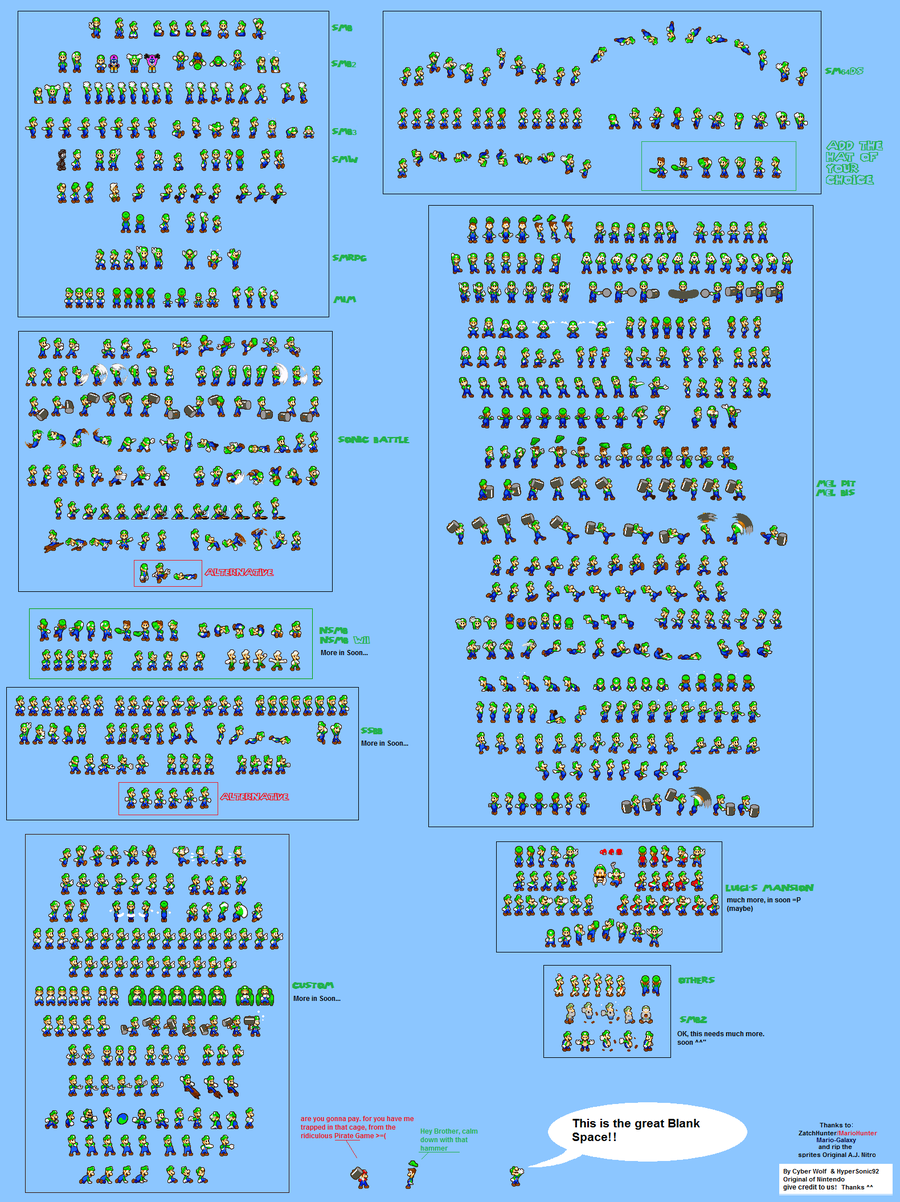 SMB
SMB2
SMB3
SMW
SMRPG
MLM
SM64DS
ADD THE
HAT OF
YOUR
CHOICE
SONIC BATTLE
ALTERNATIVE
M&L PIT
M&L BIS
NSMB
NSMB WII
More in Soon...
SSBB
More in Soon...
ALTERNATIVE
LUIGI'S MANSION
much more, in soon =P
(maybe)
CUSTOM
More in Soon...
OTHERS
SMBZ
OK, this needs much more.
soon ^^"
are you gonna pay, for you have me
trapped in that cage, from the
ridiculous Pirate Game >=(
Hey Brother, calm
down with that
hammer
This is the great Blank
Space!!
Thanks to:
ZatchHunter/MarioHunter
Mario-Galaxy
and rip the
sprites Original A.J. Nitro
By Cyber Wolf & HyperSonic92
Original of Nintendo
give credit to us! Thanks ^^